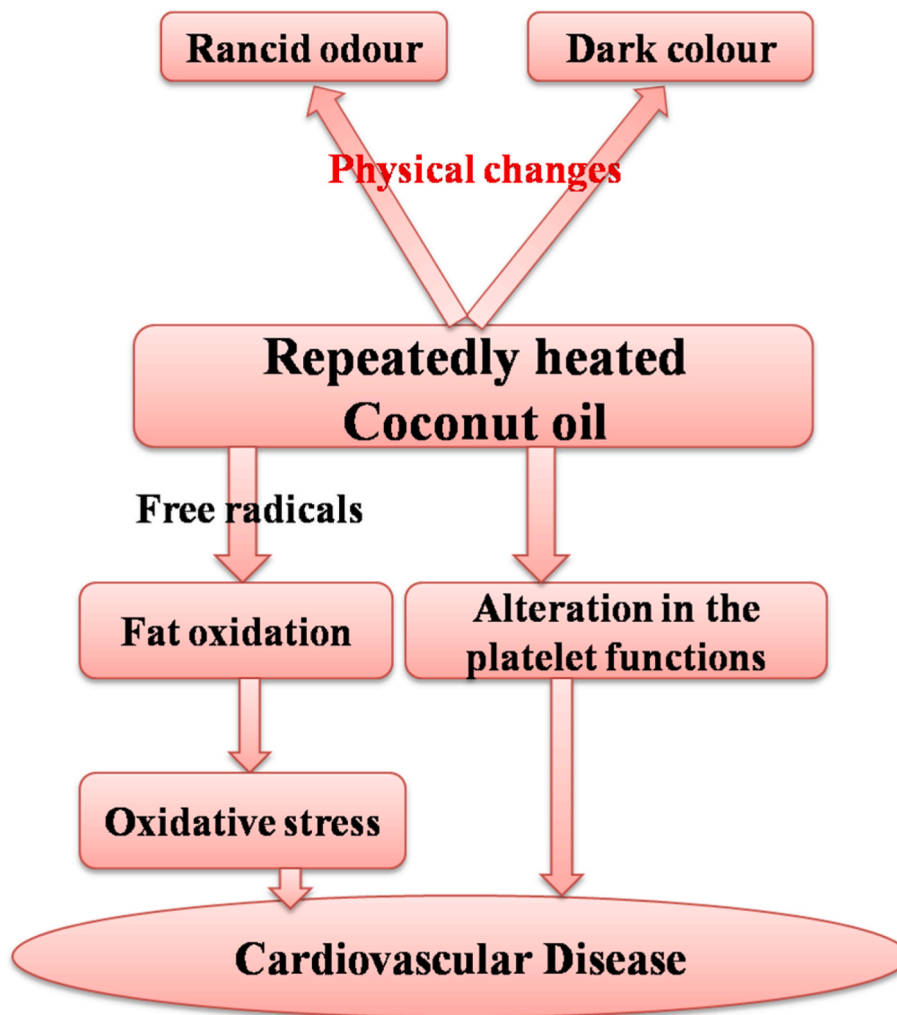 Rancid odour
Dark colour
Physical changes
Repeatedly heated
Coconut oil
Free radicals
Fat oxidation
Alteration in the
platelet functions
Oxidative stress
Cardiovascular Disease